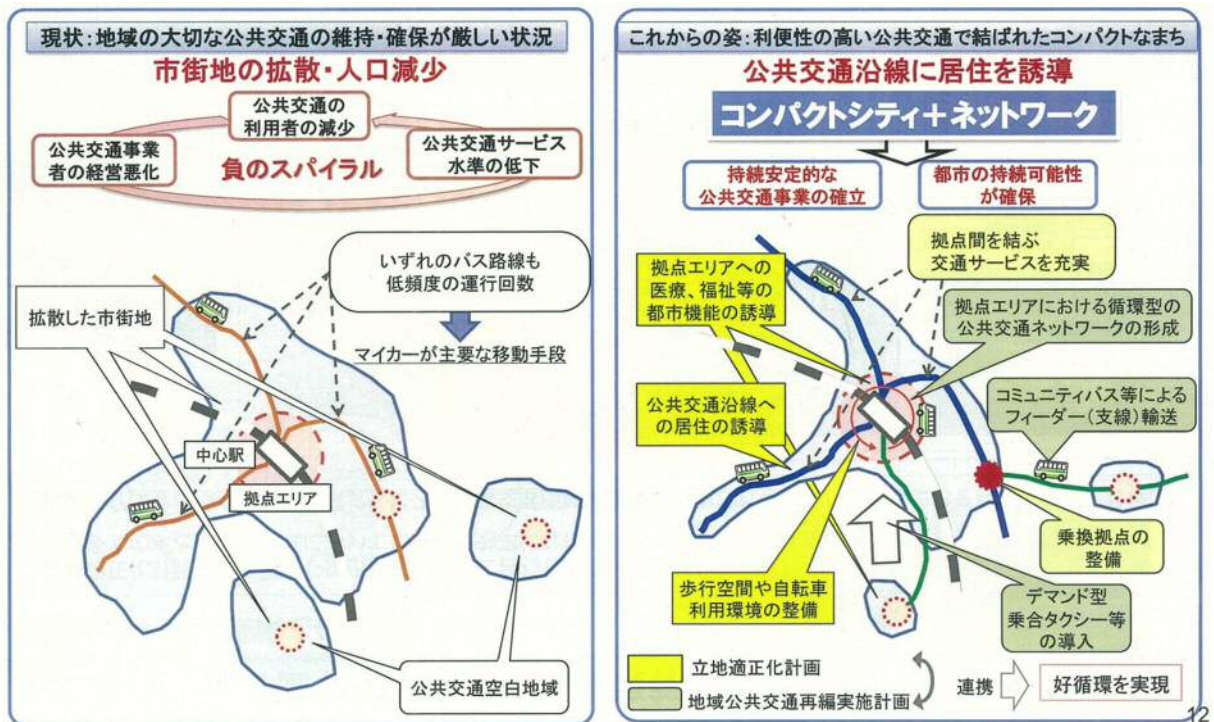 現状：地域の大切な公共交通の維持・確保が厳しい状況
市街地の拡散・人口減少
公共交通の
利用者の減少
公共交通事業
者の経営悪化
負のスパイラル
公共交通サービス
水準の低下
いずれのバス路線も
低頻度の運行回数
マイカーが主要な移動手段
拡散した市街地
中心駅
拠点エリア
公共交通空白地域
これからの姿：利便性の高い公共交通で結ばれたコンパクトなまち
公共交通沿線に居住を誘導
コンパクトシティ＋ネットワーク
持続安定的な
公共交通事業の確立
都市の持続可能性
が確保
拠点間を結ぶ
交通サービスを充実
拠点エリアへの
医療、福祉等の
都市機能の誘導
拠点エリアにおける循環型の
公共交通ネットワークの形成
公共交通沿線へ
の居住の誘導
コミュニティバス等による
フィーダー（支線）輸送
乗換拠点の
整備
歩行空間や自転車
利用環境の整備
デマンド型
乗合タクシー等
の導入
立地適正化計画
地域公共交通再編実施計画
連携
好循環を実現
12